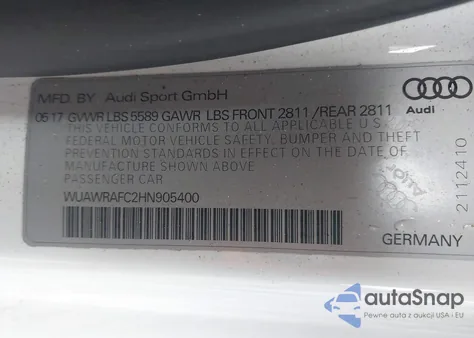 MFD. BY Audi Sport GmbH
05 17 GVWR LBS 5589 GAWR LBS FRONT 2811 / REAR 2811
THIS VEHICLE CONFORMS TO ALL APPLICABLE U.S.
FEDERAL MOTOR VEHICLE SAFETY, BUMPER AND THEFT
PREVENTION STANDARDS IN EFFECT ON THE DATE OF
MANUFACTURE SHOWN ABOVE
PASSENGER CAR
WUAWRAFC2HN905400
Audi
2112410
GERMANY
autoSnap
Pewne auta z aukcji USA i EU